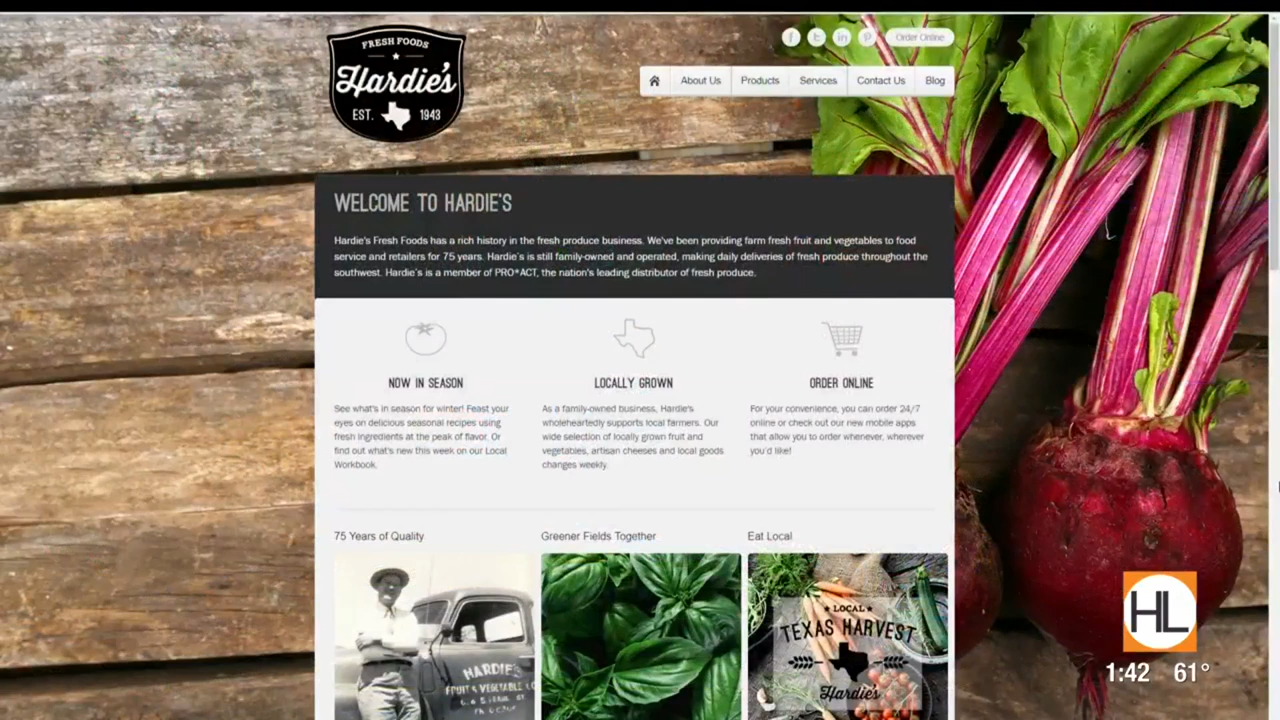 FRESH FOODS
Hardie's
EST. 1943
f t in p Order Online
About Us Products Services Contact Us Blog
WELCOME TO HARDIE'S
Hardie's Fresh Foods has a rich history in the fresh produce business. We've been providing farm fresh fruit and vegetables to food
service and retailers for 75 years. Hardie's is still family-owned and operated, making daily deliveries of fresh produce throughout the
southwest. Hardie's is a member of PRO*ACT, the nation's leading distributor of fresh produce.
NOW IN SEASON
See what's in season for winter! Feast your
eyes on delicious seasonal recipes using
fresh ingredients at the peak of flavor. Or
find out what's new this week on our Local
Workbook.
LOCALLY GROWN
As a family-owned business, Hardie's
wholeheartedly supports local farmers. Our
wide selection of locally grown fruit and
vegetables, artisan cheeses and local goods
changes weekly.
ORDER ONLINE
For your convenience, you can order 24/7
online or check out our new mobile apps
that allow you to order whenever, wherever
you'd like!
75 Years of Quality
HARDIE'S
FRUIT & VEGETABLE CO
Greener Fields Together
Eat Local
LOCAL
TEXAS HARVEST
Hardie's
HL
1:42 61°